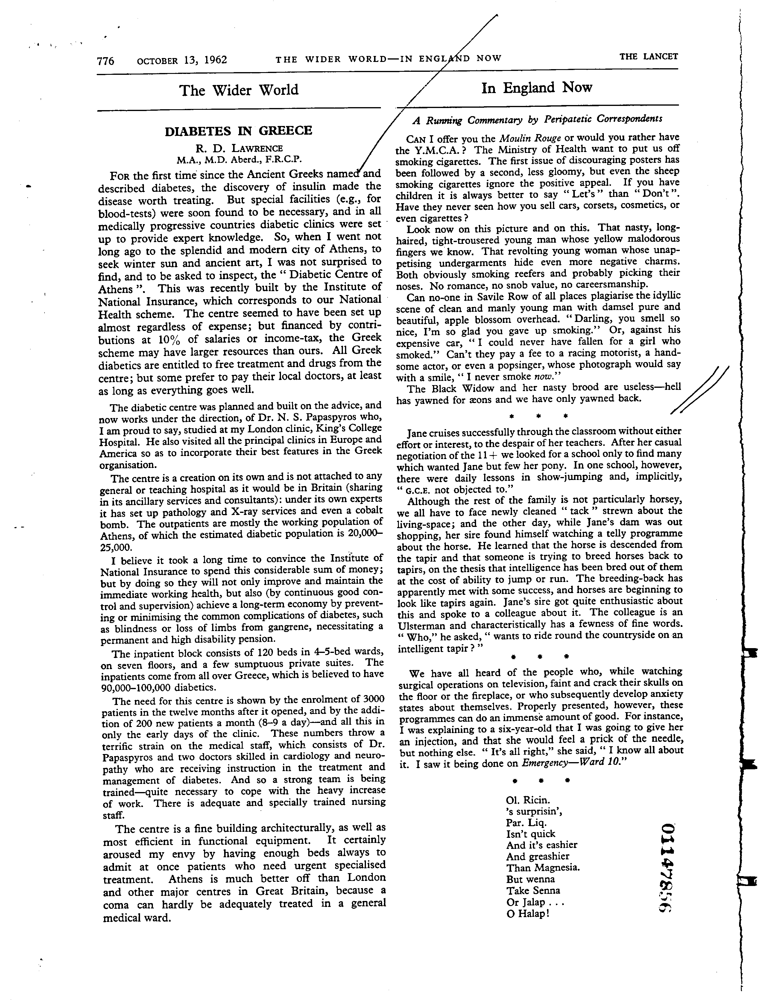 776 OCTOBER 13, 1962 THE WIDER WORLD—IN ENGLAND NOW THE LANCET
The Wider World
DIABETES IN GREECE
R. D. LAWRENCE
M.A., M.D. Aberd., F.R.C.P.
FOR the first time since the Ancient Greeks named and
described diabetes, the discovery of insulin made the
disease worth treating. But special facilities (e.g., for
blood-tests) were soon found to be necessary, and in all
medically progressive countries diabetic clinics were set
up to provide expert knowledge. So, when I went not
long ago to the splendid and modern city of Athens, to
seek winter sun and ancient art, I was not surprised to
find, and to be asked to inspect, the “ Diabetic Centre of
Athens ”. This was recently built by the Institute of
National Insurance, which corresponds to our National
Health scheme. The centre seemed to have been set up
almost regardless of expense; but financed by contri-
butions at 10% of salaries or income-tax, the Greek
scheme may have larger resources than ours. All Greek
diabetics are entitled to free treatment and drugs from the
centre; but some prefer to pay their local doctors, at least
as long as everything goes well.
The diabetic centre was planned and built on the advice, and
now works under the direction, of Dr. N. S. Papaspyros who,
I am proud to say, studied at my London clinic, King's College
Hospital. He also visited all the principal clinics in Europe and
America so as to incorporate their best features in the Greek
organisation.
The centre is a creation on its own and is not attached to any
general or teaching hospital as it would be in Britain (sharing
in its ancillary services and consultants): under its own experts
it has set up pathology and X-ray services and even a cobalt
bomb. The outpatients are mostly the working population of
Athens, of which the estimated diabetic population is 20,000–
25,000.
I believe it took a long time to convince the Institute of
National Insurance to spend this considerable sum of money;
but by doing so they will not only improve and maintain the
immediate working health, but also (by continuous good con-
trol and supervision) achieve a long-term economy by prevent-
ing or minimising the common complications of diabetes, such
as blindness or loss of limbs from gangrene, necessitating a
permanent and high disability pension.
The inpatient block consists of 120 beds in 4–5-bed wards,
on seven floors, and a few sumptuous private suites. The
inpatients come from all over Greece, which is believed to have
90,000–100,000 diabetics.
The need for this centre is shown by the enrolment of 3000
patients in the twelve months after it opened, and by the addi-
tion of 200 new patients a month (8–9 a day)—and all this in
only the early days of the clinic. These numbers throw a
terrific strain on the medical staff, which consists of Dr.
Papaspyros and two doctors skilled in cardiology and neuro-
pathy who are receiving instruction in the treatment and
management of diabetes. And so a strong team is being
trained—quite necessary to cope with the heavy increase
of work. There is adequate and specially trained nursing
staff.
The centre is a fine building architecturally, as well as
most efficient in functional equipment. It certainly
aroused my envy by having enough beds always to
admit at once patients who need urgent specialised
treatment. Athens is much better off than London
and other major centres in Great Britain, because a
coma can hardly be adequately treated in a general
medical ward.
In England Now
A Running Commentary by Peripatetic Correspondents
CAN I offer you the Moulin Rouge or would you rather have
the Y.M.C.A.? The Ministry of Health want to put us off
smoking cigarettes. The first issue of discouraging posters has
been followed by a second, less gloomy, but even the sheep
smoking cigarettes ignore the positive appeal. If you have
children it is always better to say “ Let's ” than “ Don't ”.
Have they never seen how you sell cars, corsets, cosmetics, or
even cigarettes?
Look now on this picture and on this. That nasty, long-
haired, tight-trousered young man whose yellow malodorous
fingers we know. That revolting young woman whose unap-
petising undergarments hide even more negative charms.
Both obviously smoking reefers and probably picking their
noses. No romance, no snob value, no careersmanship.
Can no-one in Savile Row of all places plagiarise the idyllic
scene of clean and manly young man with damsel pure and
beautiful, apple blossom overhead. “ Darling, you smell so
nice, I'm so glad you gave up smoking.” Or, against his
expensive car, “ I could never have fallen for a girl who
smoked.” Can't they pay a fee to a racing motorist, a hand-
some actor, or even a popsinger, whose photograph would say
with a smile, “ I never smoke now.”
The Black Widow and her nasty brood are useless—hell
has yawned for æons and we have only yawned back.
* * *
Jane cruises successfully through the classroom without either
effort or interest, to the despair of her teachers. After her casual
negotiation of the 11+ we looked for a school only to find many
which wanted Jane but few her pony. In one school, however,
there were daily lessons in show-jumping and, implicitly,
“ G.C.E. not objected to.”
Although the rest of the family is not particularly horsey,
we all have to face newly cleaned “ tack ” strewn about the
living-space; and the other day, while Jane's dam was out
shopping, her sire found himself watching a telly programme
about the horse. He learned that the horse is descended from
the tapir and that someone is trying to breed horses back to
tapirs, on the thesis that intelligence has been bred out of them
at the cost of ability to jump or run. The breeding-back has
apparently met with some success, and horses are beginning to
look like tapirs again. Jane's sire got quite enthusiastic about
this and spoke to a colleague about it. The colleague is an
Ulsterman and characteristically has a fewness of fine words.
“ Who,” he asked, “ wants to ride round the countryside on an
intelligent tapir? ”
* * *
We have all heard of the people who, while watching
surgical operations on television, faint and crack their skulls on
the floor or the fireplace, or who subsequently develop anxiety
states about themselves. Properly presented, however, these
programmes can do an immense amount of good. For instance,
I was explaining to a six-year-old that I was going to give her
an injection, and that she would feel a prick of the needle,
but nothing else. “ It's all right,” she said, “ I know all about
it. I saw it being done on Emergency—Ward 10.”
* * *
Ol. Ricin.
's surprisin',
Par. Liq.
Isn't quick
And it's eashier
And greashier
Than Magnesia.
But wenna
Take Senna
Or Jalap . . .
O Halap!
01147856